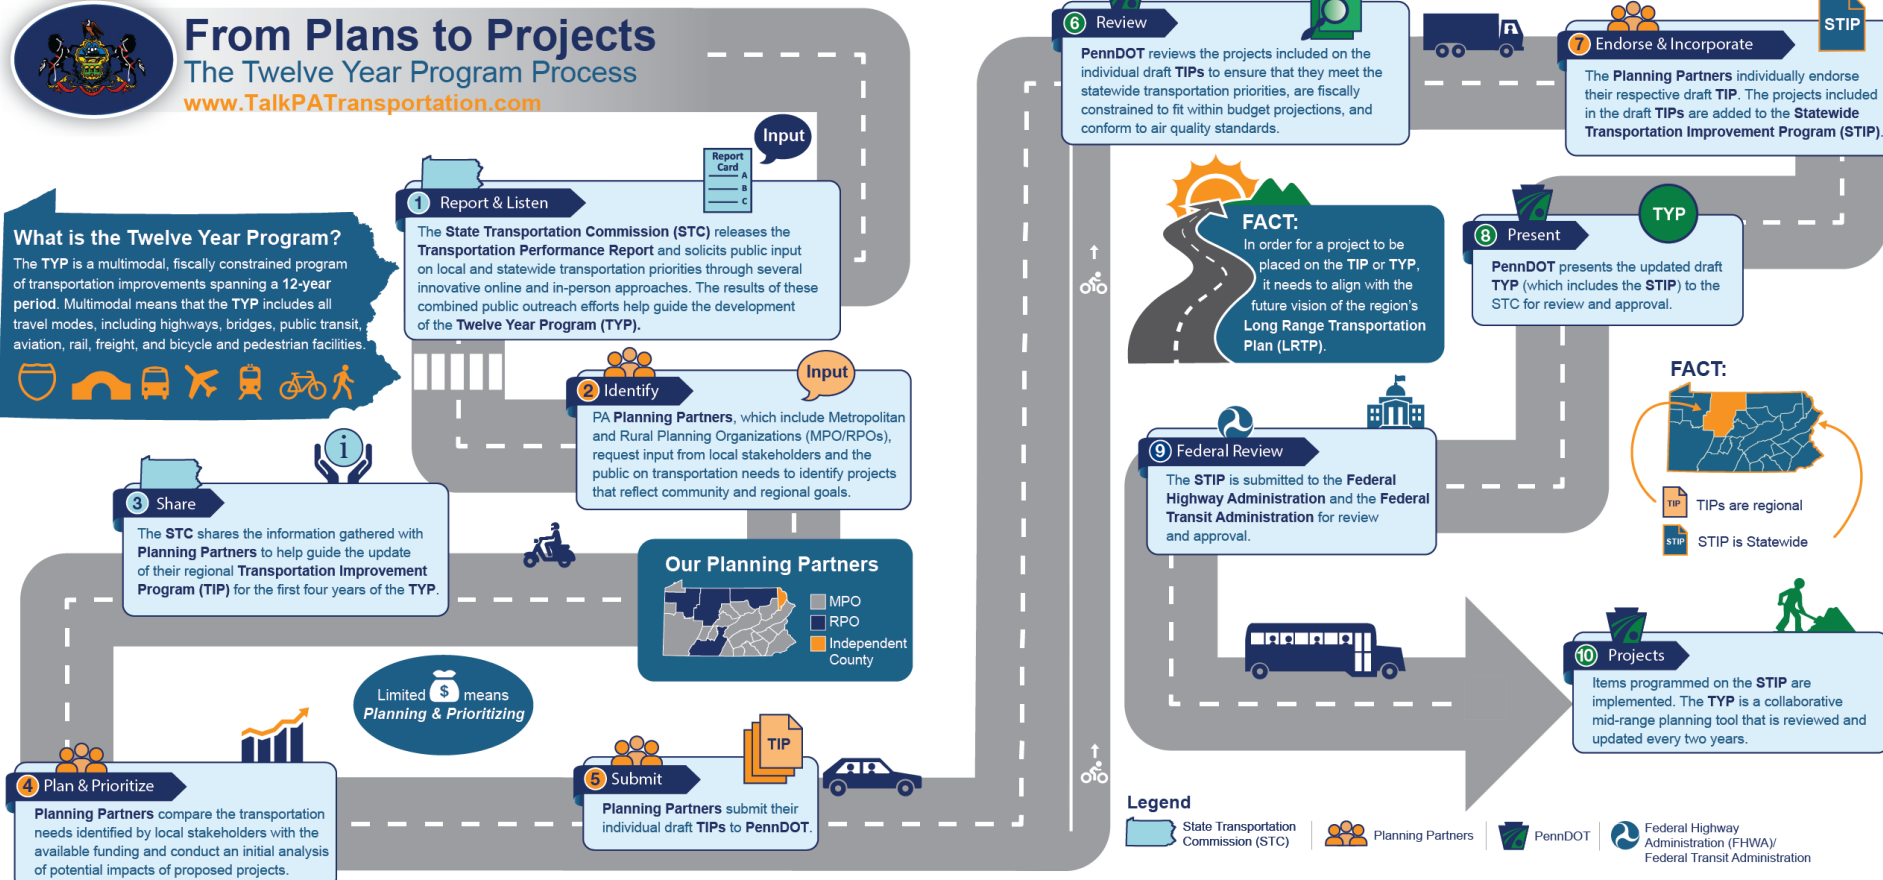 From Plans to Projects
The Twelve Year Program Process
www.TalkPATransportation.com
What is the Twelve Year Program?
The TYP is a multimodal, fiscally constrained program
of transportation improvements spanning a 12-year
period. Multimodal means that the TYP includes all
travel modes, including highways, bridges, public transit,
aviation, rail, freight, and bicycle and pedestrian facilities.
Report
Card
A
B
C
Input
1 Report & Listen
The State Transportation Commission (STC) releases the
Transportation Performance Report and solicits public input
on local and statewide transportation priorities through several
innovative online and in-person approaches. The results of these
combined public outreach efforts help guide the development
of the Twelve Year Program (TYP).
Input
2 Identify
PA Planning Partners, which include Metropolitan
and Rural Planning Organizations (MPO/RPOs),
request input from local stakeholders and the
public on transportation needs to identify projects
that reflect community and regional goals.
i
3 Share
The STC shares the information gathered with
Planning Partners to help guide the update
of their regional Transportation Improvement
Program (TIP) for the first four years of the TYP.
Our Planning Partners
MPO
RPO
Independent
County
Limited $ means
Planning & Prioritizing
4 Plan & Prioritize
Planning Partners compare the transportation
needs identified by local stakeholders with the
available funding and conduct an initial analysis
of potential impacts of proposed projects.
TIP
5 Submit
Planning Partners submit their
individual draft TIPs to PennDOT.
6 Review
PennDOT reviews the projects included on the
individual draft TIPs to ensure that they meet the
statewide transportation priorities, are fiscally
constrained to fit within budget projections, and
conform to air quality standards.
STIP
7 Endorse & Incorporate
The Planning Partners individually endorse
their respective draft TIP. The projects included
in the draft TIPs are added to the Statewide
Transportation Improvement Program (STIP).
FACT:
In order for a project to be
placed on the TIP or TYP,
it needs to align with the
future vision of the region's
Long Range Transportation
Plan (LRTP).
TYP
8 Present
PennDOT presents the updated draft
TYP (which includes the STIP) to the
STC for review and approval.
FACT:
TIP TIPs are regional
STIP STIP is Statewide
9 Federal Review
The STIP is submitted to the Federal
Highway Administration and the Federal
Transit Administration for review
and approval.
10 Projects
Items programmed on the STIP are
implemented. The TYP is a collaborative
mid-range planning tool that is reviewed and
updated every two years.
Legend
State Transportation
Commission (STC)
Planning Partners
PennDOT
Federal Highway
Administration (FHWA)/
Federal Transit Administration